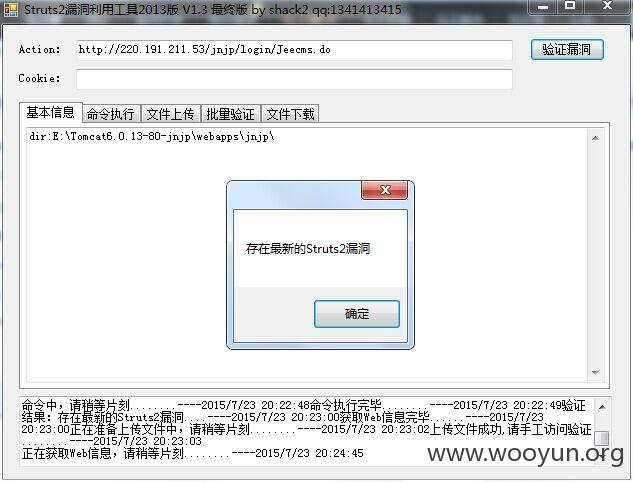 Struts2漏洞利用工具2013版 V1.3 最终版 by shack2 qq:1341413415
Action: http://220.191.211.53/jnjp/login/Jeecms.do 验证漏洞
Cookie:
基本信息 命令执行 文件上传 批量验证 文件下载
dir:E:\Tomcat6.0.13-80-jnjp\webapps\jnjp\
存在最新的Struts2漏洞
确定
命令中，请稍等片刻........----2015/7/23 20:22:48命令执行完毕........----2015/7/23 20:22:49验证
结果：存在最新的Struts2漏洞....----2015/7/23 20:23:00获取Web信息完毕......----2015/7/23
20:23:00正在准备上传文件中，请稍等片刻........----2015/7/23 20:23:02上传文件成功,请手工访问验证
........----2015/7/23 20:23:03
正在获取Web信息，请稍等片刻........----2015/7/23 20:24:45
www.wooyun.org